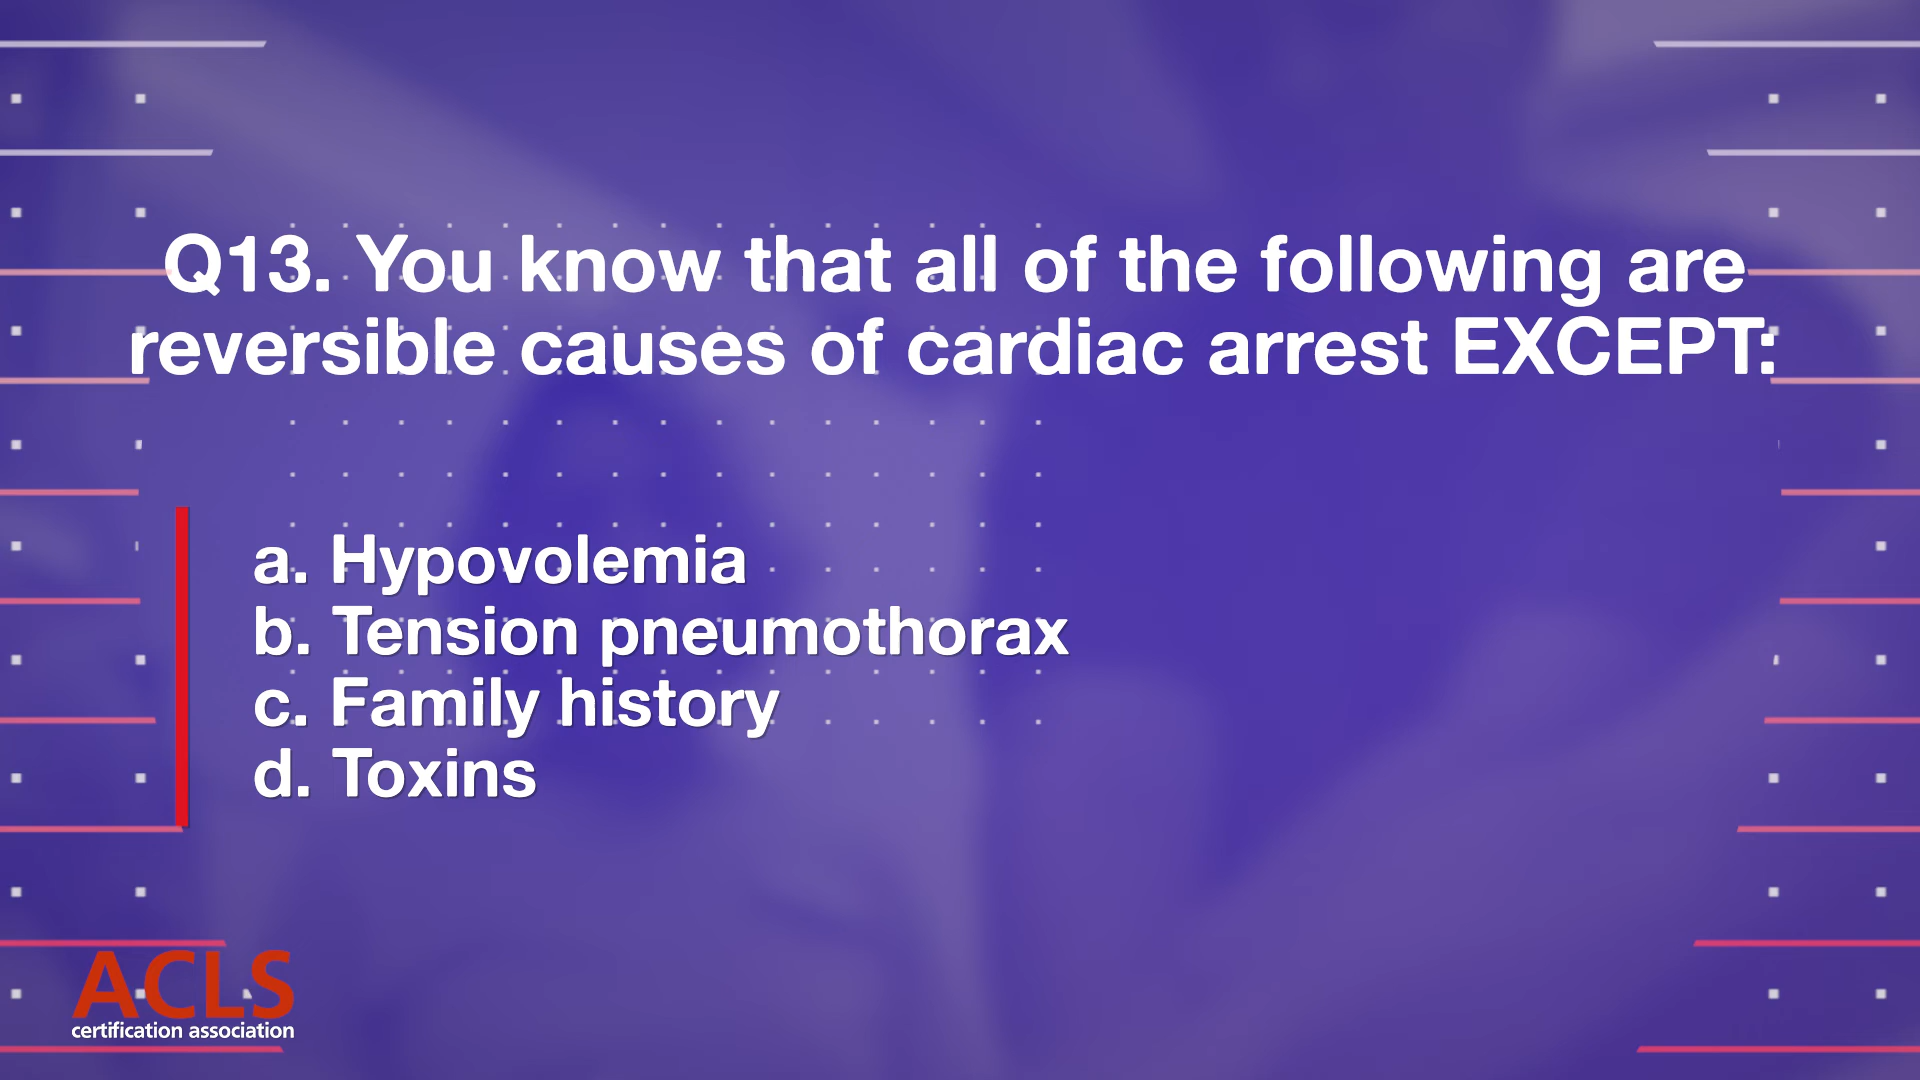 Q13. You know that all of the following are
reversible causes of cardiac arrest EXCEPT:
a. Hypovolemia
b. Tension pneumothorax
c. Family history
d. Toxins
ACLS
certification association